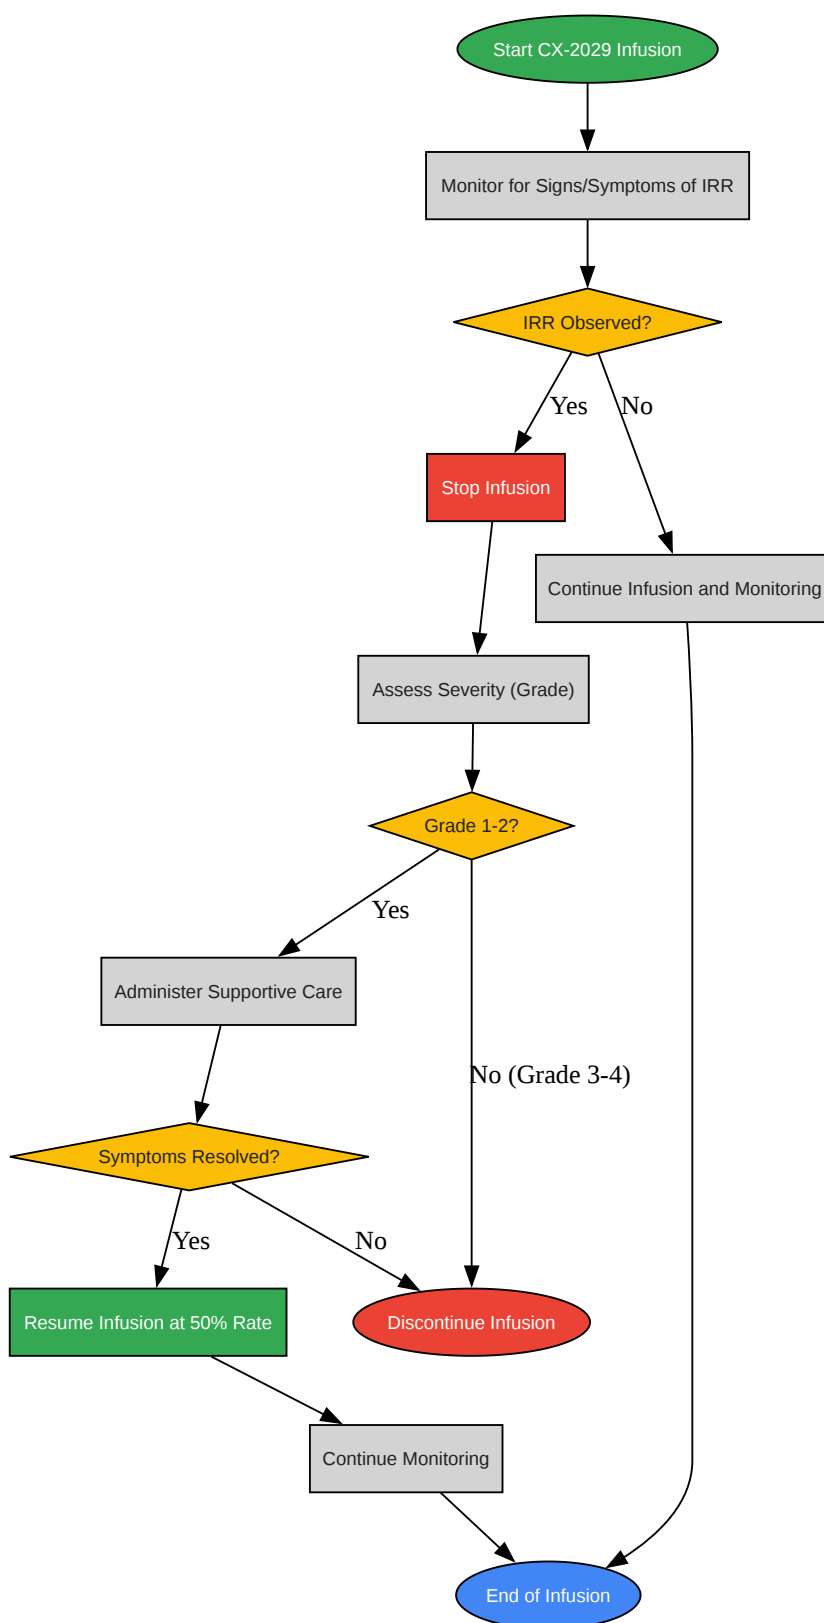 Start CX-2029 Infusion
Monitor for Signs/Symptoms of IRR
IRR Observed?
Yes
No
Stop Infusion
Continue Infusion and Monitoring
Assess Severity (Grade)
Grade 1-2?
Yes
Administer Supportive Care
No (Grade 3-4)
Symptoms Resolved?
Yes
No
Resume Infusion at 50% Rate
Discontinue Infusion
Continue Monitoring
End of Infusion